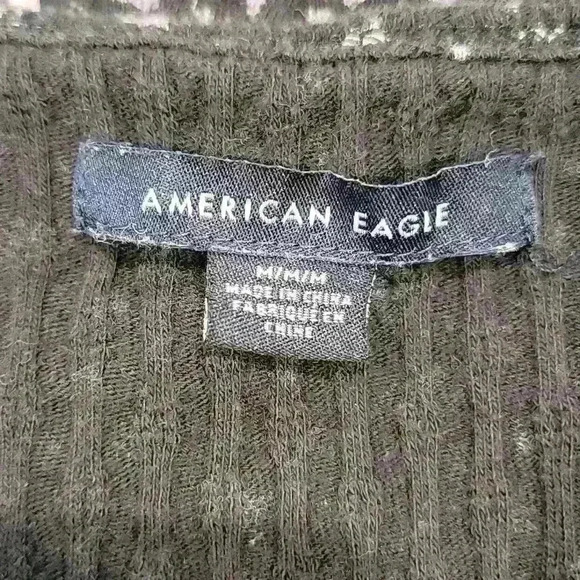 AMERICAN EAGLE
M/M/M
MADE IN CHINA
FABRIQUÉ EN
CHINE